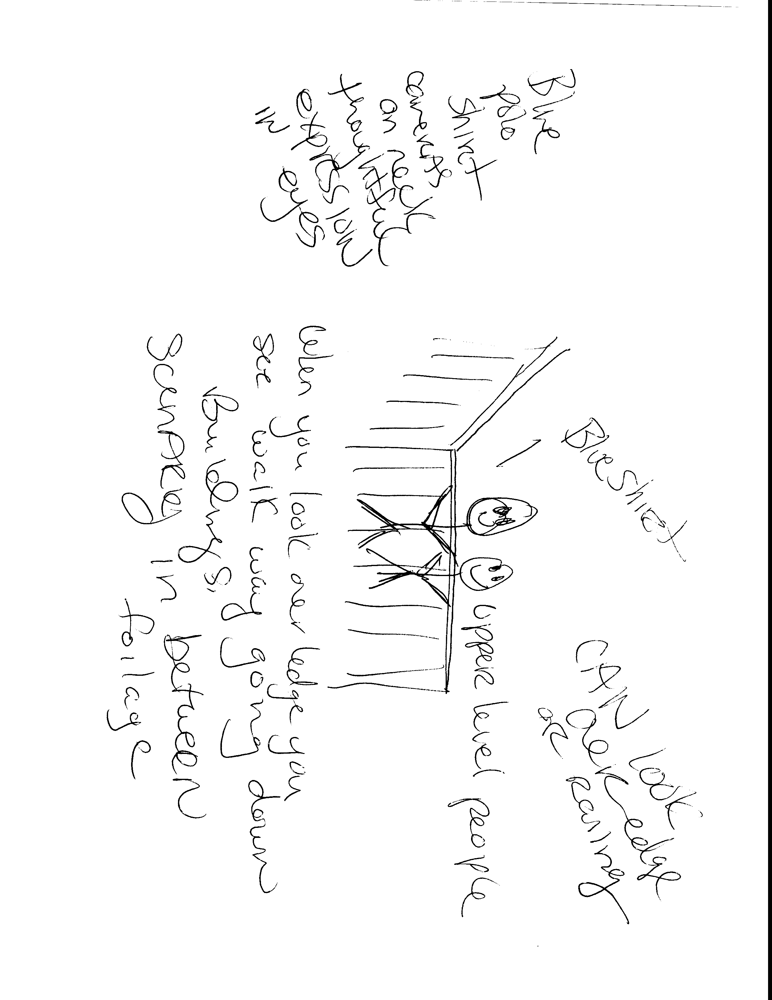 Blue
polo
shirt
camera
on neck
thoughtful
expression
in eyes
Blue Shirt
CAN look
over edge
or railing
upper level people
When you look over ledge you
see walk way going down
Buildings,
scenery in between
foilage